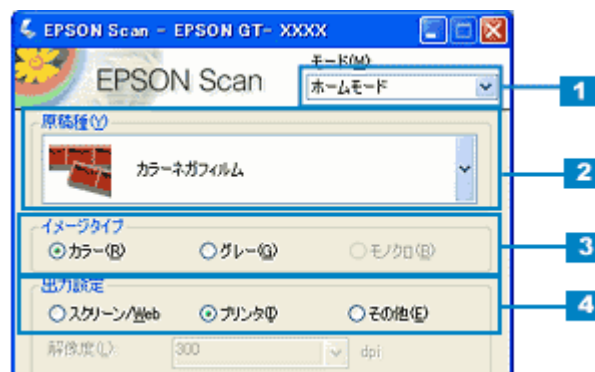 EPSON Scan - EPSON GT- XXXX
EPSON Scan
モード(M)
ホームモード
1
原稿種(Y)
カラーネガフィルム
2
イメージタイプ
カラー(R) グレー(G) モノクロ(B)
3
出力設定
スクリーン/Web プリンタ(I) その他(E)
4
解像度(L): 300 dpi